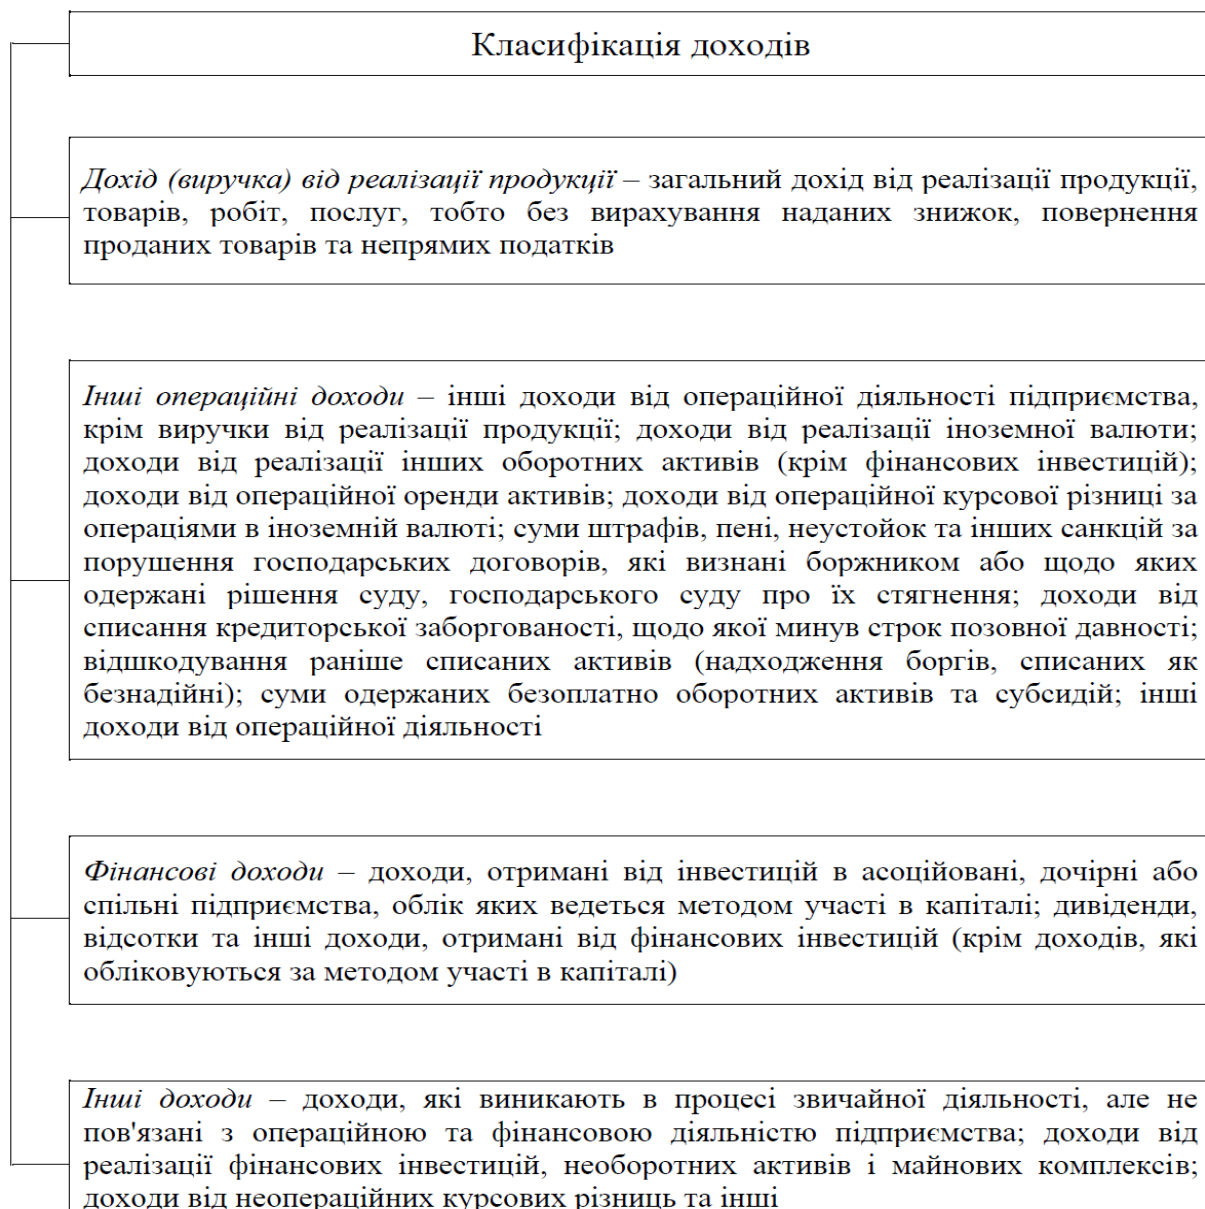 Класифікація доходів
Дохід (виручка) від реалізації продукції – загальний дохід від реалізації продукції,
товарів, робіт, послуг, тобто без вирахування наданих знижок, повернення
проданих товарів та непрямих податків
Інші операційні доходи – інші доходи від операційної діяльності підприємства,
крім виручки від реалізації продукції; доходи від реалізації іноземної валюти;
доходи від реалізації інших оборотних активів (крім фінансових інвестицій);
доходи від операційної оренди активів; доходи від операційної курсової різниці за
операціями в іноземній валюті; суми штрафів, пені, неустойок та інших санкцій за
порушення господарських договорів, які визнані боржником або щодо яких
одержані рішення суду, господарського суду про їх стягнення; доходи від
списання кредиторської заборгованості, щодо якої минув строк позовної давності;
відшкодування раніше списаних активів (надходження боргів, списаних як
безнадійні); суми одержаних безоплатно оборотних активів та субсидій; інші
доходи від операційної діяльності
Фінансові доходи – доходи, отримані від інвестицій в асоційовані, дочірні або
спільні підприємства, облік яких ведеться методом участі в капіталі; дивіденди,
відсотки та інші доходи, отримані від фінансових інвестицій (крім доходів, які
обліковуються за методом участі в капіталі)
Інші доходи – доходи, які виникають в процесі звичайної діяльності, але не
пов'язані з операційною та фінансовою діяльністю підприємства; доходи від
реалізації фінансових інвестицій, необоротних активів і майнових комплексів;
доходи від неопераційних курсових різниць та інші